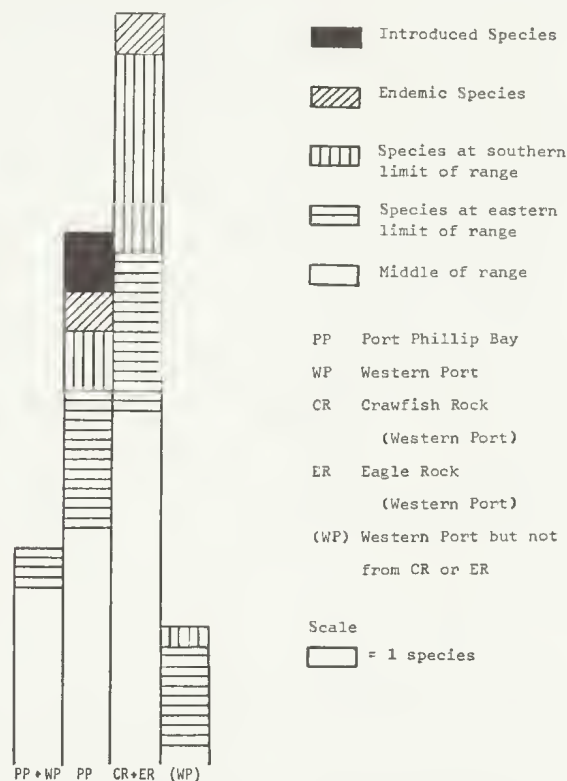 Introduced Species
Endemic Species
Species at southern
limit of range
Species at eastern
limit of range
Middle of range
PP Port Phillip Bay
WP Western Port
CR Crawfish Rock
(Western Port)
ER Eagle Rock
(Western Port)
(WP) Western Port but not
from CR or ER
Scale
= 1 species
PP + WP PP CR+ER (WP)